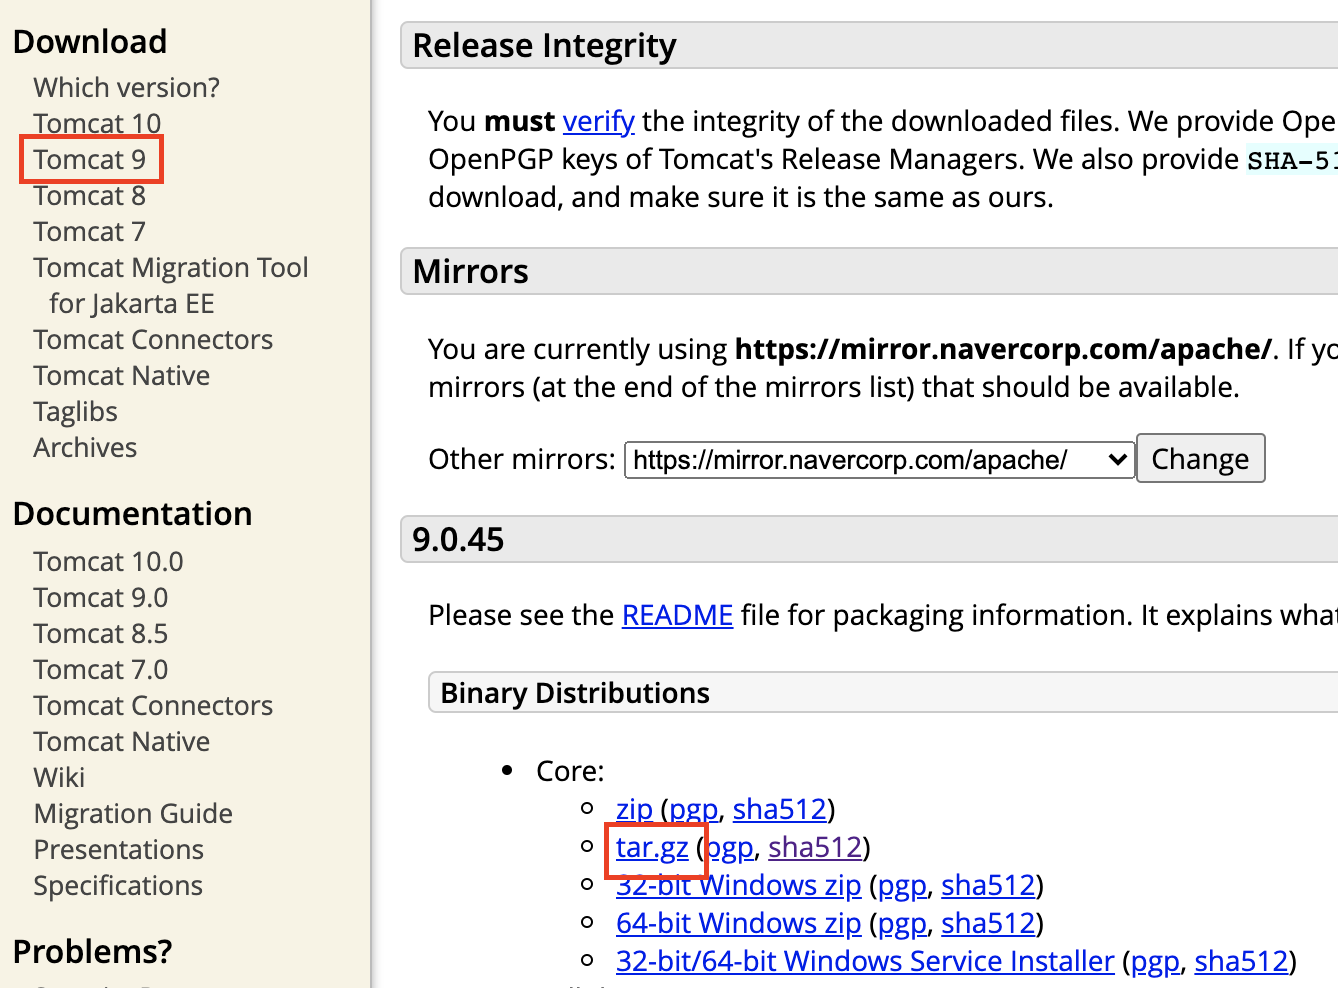 Download
Which version?
Tomcat 10
Tomcat 9
Tomcat 8
Tomcat 7
Tomcat Migration Tool
for Jakarta EE
Tomcat Connectors
Tomcat Native
Taglibs
Archives
Documentation
Tomcat 10.0
Tomcat 9.0
Tomcat 8.5
Tomcat 7.0
Tomcat Connectors
Tomcat Native
Wiki
Migration Guide
Presentations
Specifications
Problems?
Release Integrity
You must verify the integrity of the downloaded files. We provide Ope
OpenPGP keys of Tomcat's Release Managers. We also provide SHA-51
download, and make sure it is the same as ours.
Mirrors
You are currently using https://mirror.navercorp.com/apache/. If yo
mirrors (at the end of the mirrors list) that should be available.
Other mirrors: https://mirror.navercorp.com/apache/ Change
9.0.45
Please see the README file for packaging information. It explains what
Binary Distributions
Core:
zip (pgp, sha512)
tar.gz (pgp, sha512)
32-bit Windows zip (pgp, sha512)
64-bit Windows zip (pgp, sha512)
32-bit/64-bit Windows Service Installer (pgp, sha512)